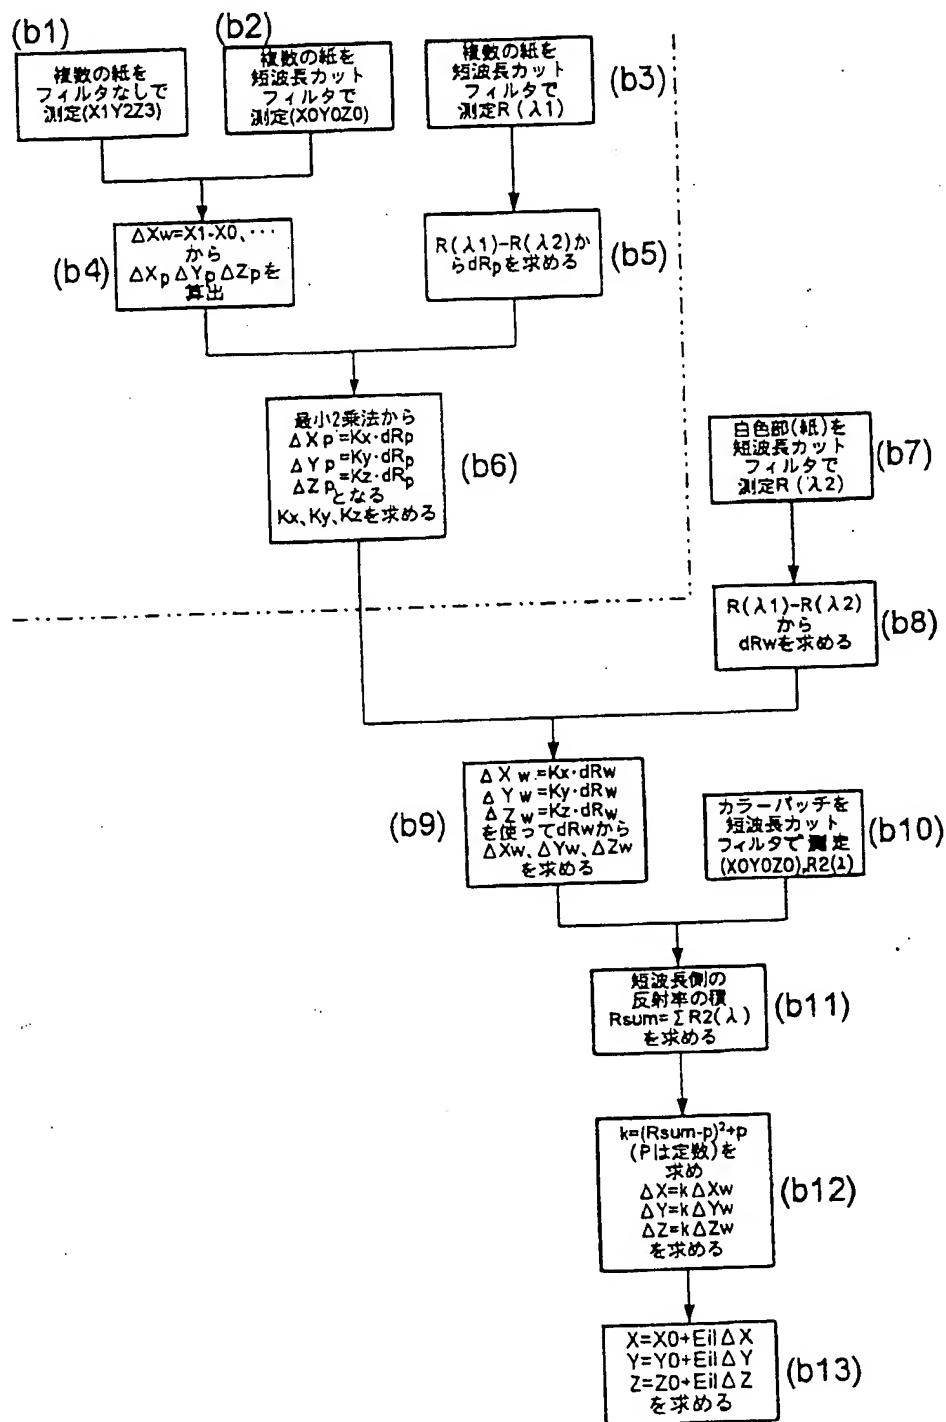 (b1)
複数の紙を
フィルタなしで
測定(X1Y2Z3)
(b2)
複数の紙を
短波長カット
フィルタで
測定(X0Y0Z0)
複数の紙を
短波長カット
フィルタで
測定R(λ1)
(b3)
(b4)
ΔXw=X1-X0、…
から
ΔXp ΔYp ΔZpを
算出
R(λ1)-R(λ2)か
らdRpを求める
(b5)
最小2乗法から
ΔXp=Kx・dRp
ΔYp=Ky・dRp
ΔZp=Kz・dRp
となる
Kx、Ky、Kzを求める
(b6)
白色部(紙)を
短波長カット
フィルタで
測定R(λ2)
(b7)
R(λ1)-R(λ2)
から
dRwを求める
(b8)
(b9)
ΔXw=Kx・dRw
ΔYw=Ky・dRw
ΔZw=Kz・dRw
を使ってdRwから
ΔXw、ΔYw、ΔZw
を求める
カラーパッチを
短波長カット
フィルタで測定
(X0Y0Z0),R2(λ)
(b10)
短波長側の
反射率の積
Rsum=ΣR2(λ)
を求める
(b11)
k=(Rsum-p)²+p
(Pは定数)を
求め
ΔX=kΔXw
ΔY=kΔYw
ΔZ=kΔZw
を求める
(b12)
X=X0+EilΔX
Y=Y0+EilΔY
Z=Z0+EilΔZ
を求める
(b13)